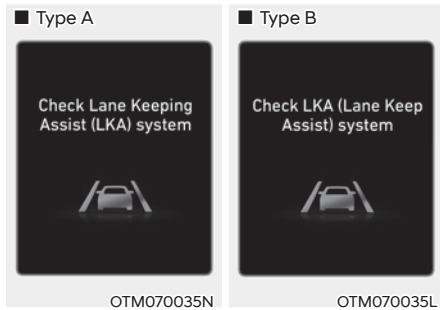 ■ Type A
Check Lane Keeping
Assist (LKA) system
OTM070035N
■ Type B
Check LKA (Lane Keep
Assist) system
OTM070035L